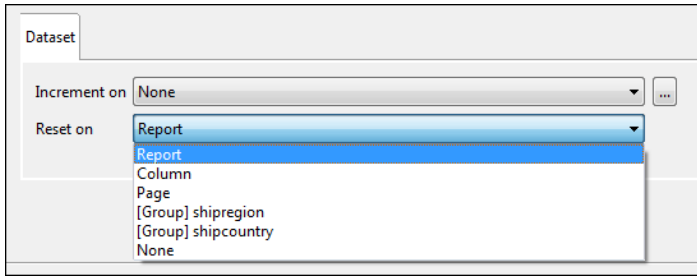 Dataset
Increment on None ...
Reset on Report
Report
Column
Page
[Group] shipregion
[Group] shipcountry
None